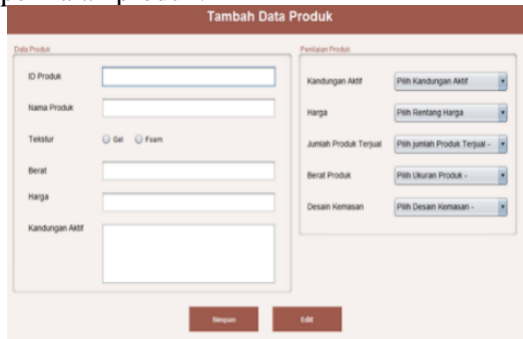 Tambah Data Produk
Data Produk
ID Produk
Nama Produk
Tekstur
Gel
Foam
Berat
Harga
Kandungan Aktif
Penilaian Produk
Kandungan Aktif
Pilih Kandungan Aktif
Harga
Pilih Rentang Harga
Jumlah Produk Terjual
Pilih jumlah Produk Terjual -
Berat Produk
Pilih Ukuran Produk -
Desain Kemasan
Pilih Desain Kemasan -
Simpan
Edit